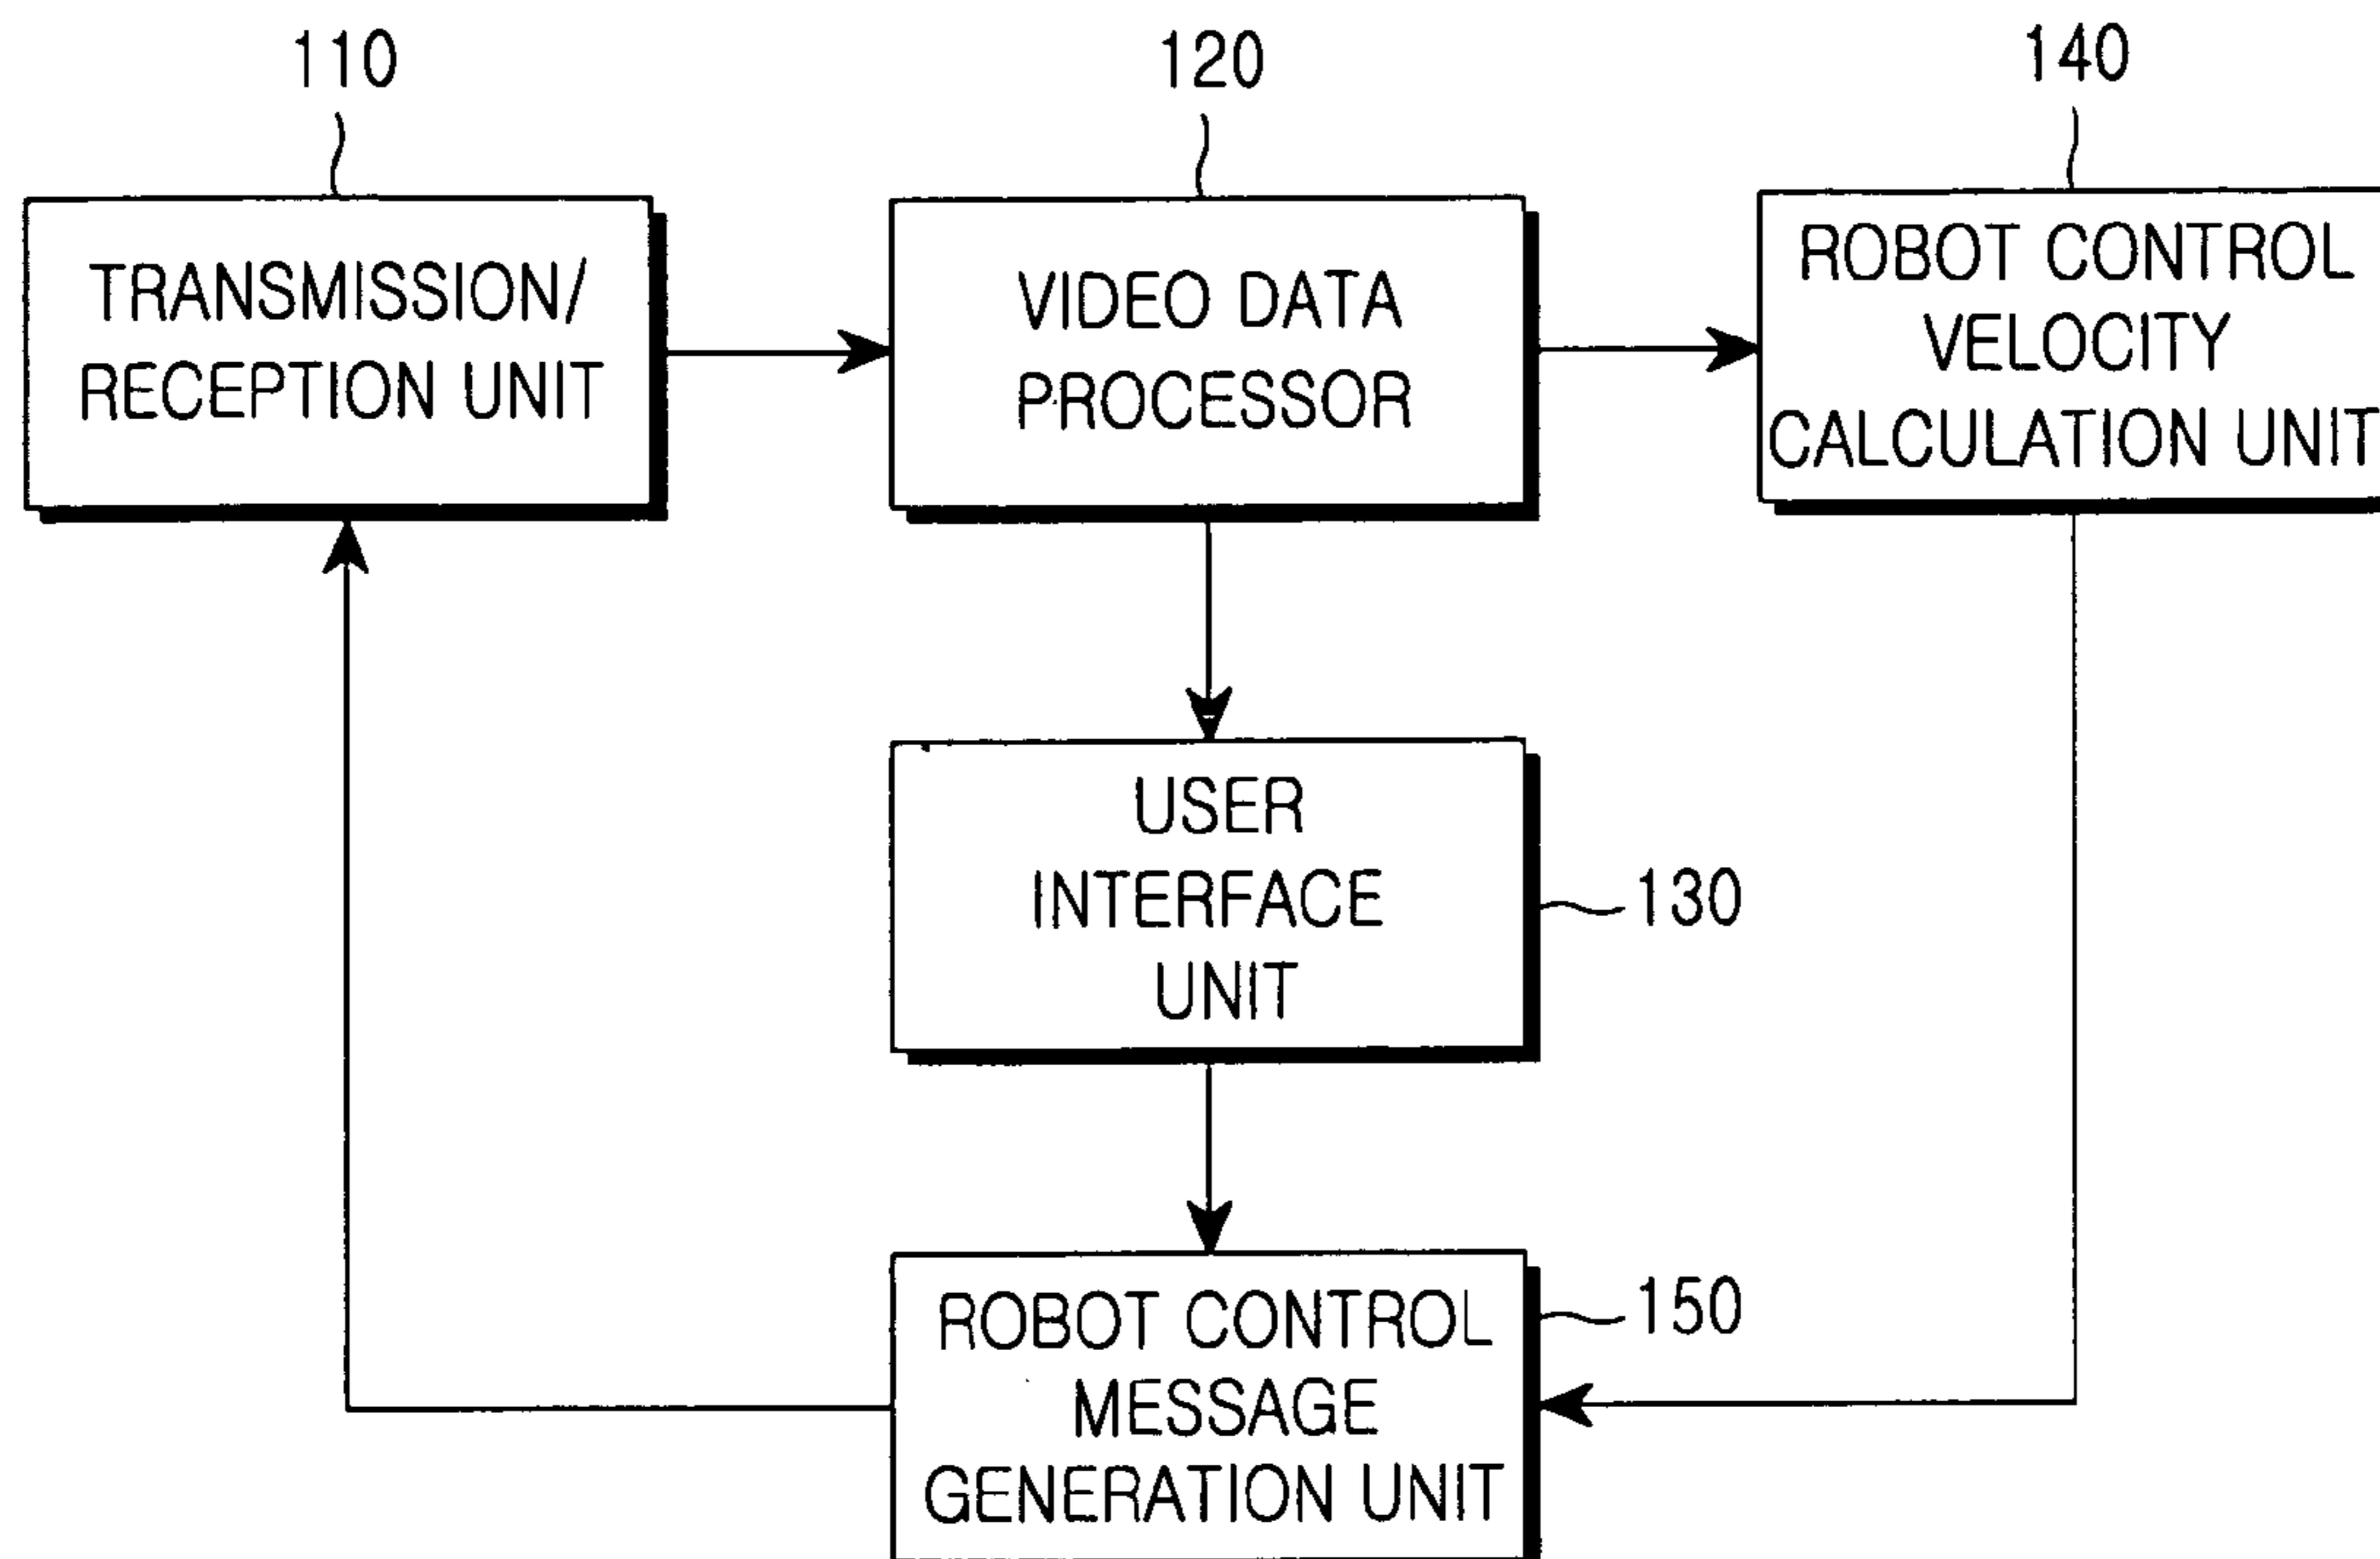 110
120
140
TRANSMISSION/
RECEPTION UNIT
VIDEO DATA
PROCESSOR
ROBOT CONTROL
VELOCITY
CALCULATION UNIT
USER
INTERFACE
UNIT
130
ROBOT CONTROL
MESSAGE
GENERATION UNIT
150